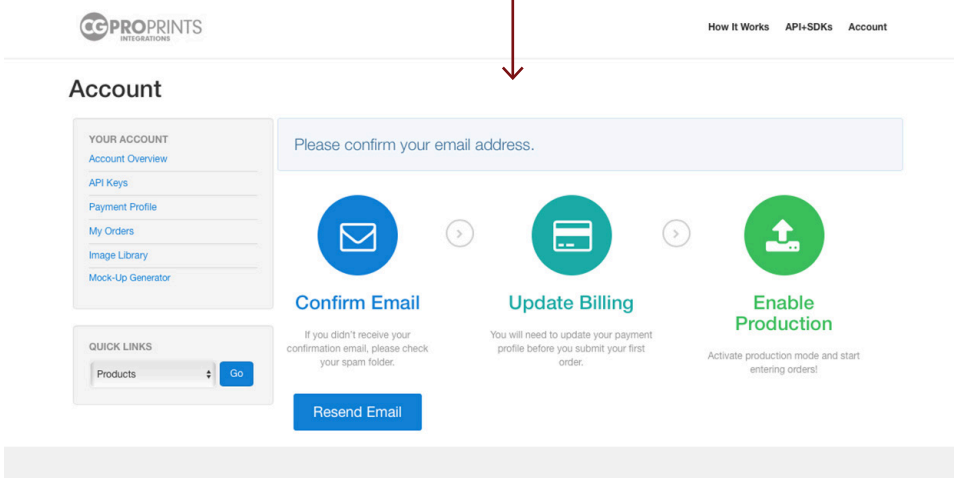 CGPROPRINTS
INTEGRATIONS
How It Works API+SDKs Account
Account
YOUR ACCOUNT
Account Overview
API Keys
Payment Profile
My Orders
Image Library
Mock-Up Generator
QUICK LINKS
Products Go
Please confirm your email address.
Confirm Email
If you didn't receive your
confirmation email, please check
your spam folder.
Resend Email
Update Billing
You will need to update your payment
profile before you submit your first
order.
Enable
Production
Activate production mode and start
entering orders!